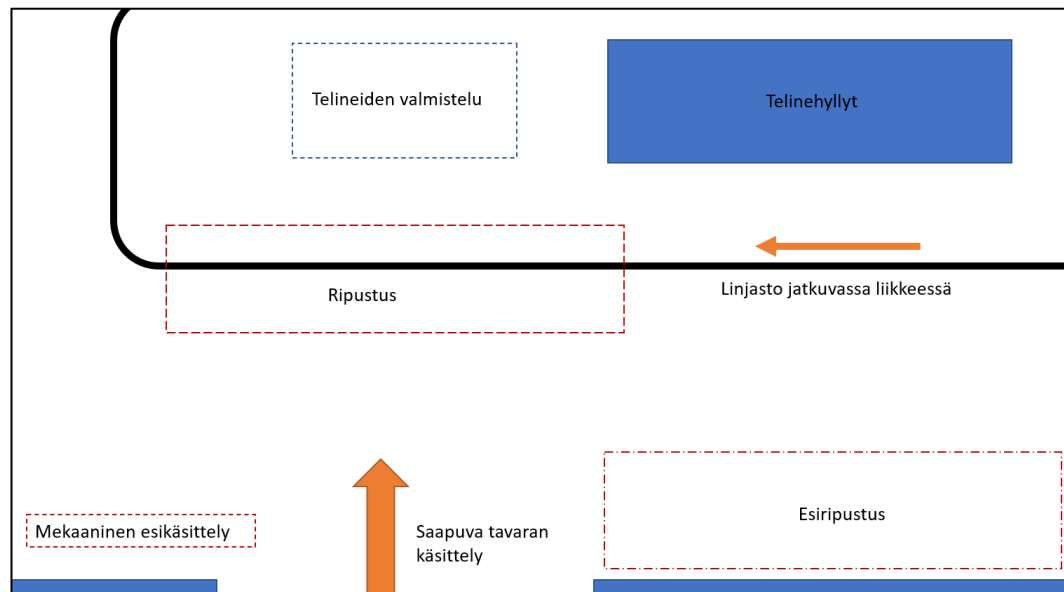 Telineiden valmistelu
Telinehyllyt
Ripustus
Linjasto jatkuvassa liikkeessä
Mekaaninen esikäsittely
Saapuva tavaran
käsittely
Esiripustus